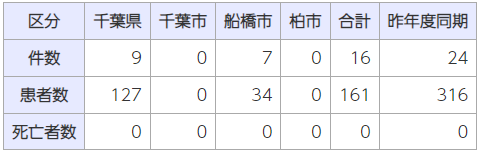 区分 千葉県 千葉市 船橋市 柏市 合計 昨年度同期
件数 9 0 7 0 16 24
患者数 127 0 34 0 161 316
死亡者数 0 0 0 0 0 0